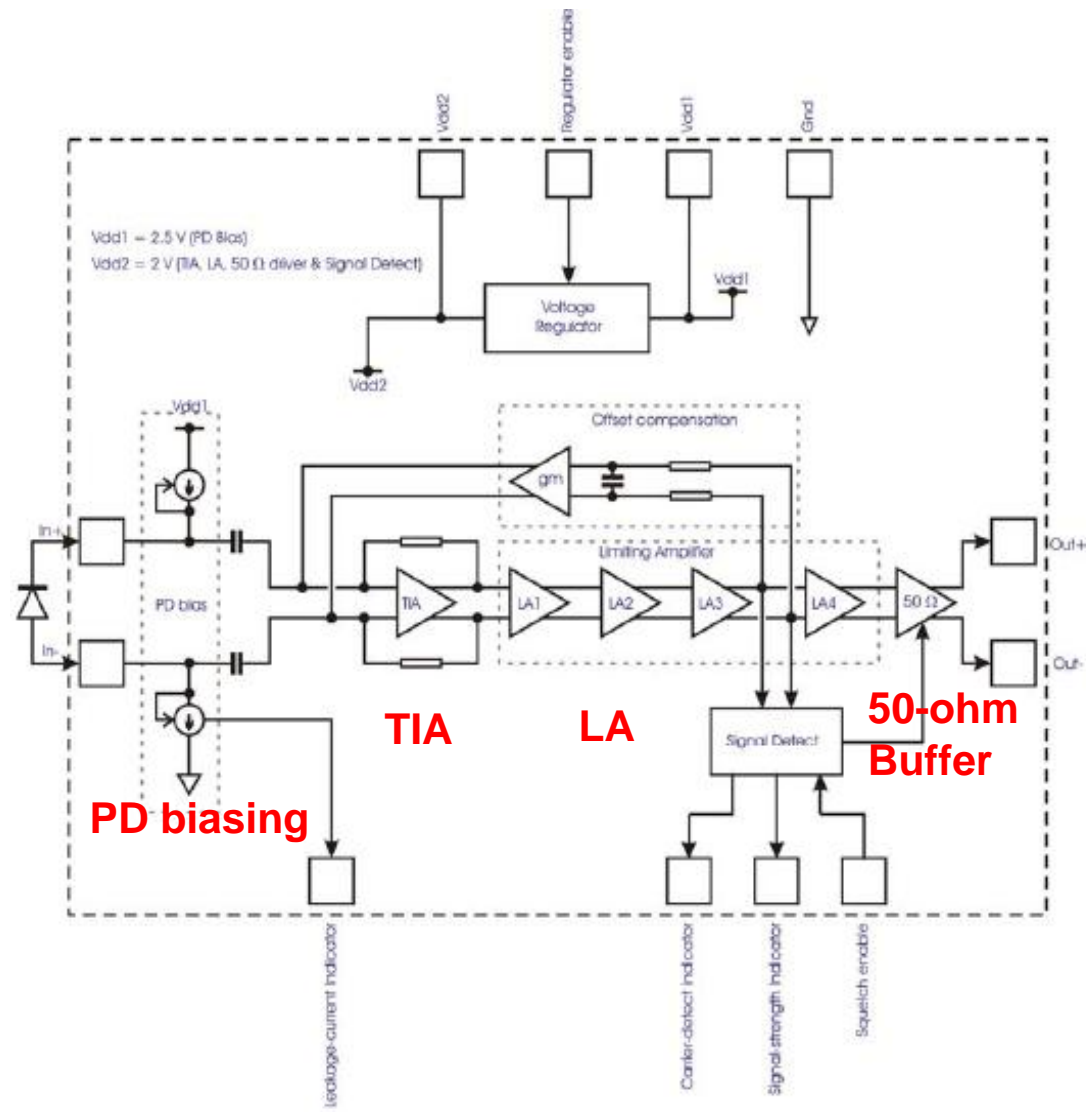 Vdd2
Regulator enable
Vdd1
Gnd
Vdd1 = 2.5 V (PD Bias)
Vdd2 = 2 V (TIA, LA, 50 Ω driver & Signal Detect)
Vdd1
Voltage
Regulator
Vdd2
Vdd1
Offset compensation
gm
In+
Limiting Amplifier
Out+
PD bias
TIA
LA1
LA2
LA3
LA4
50 Ω
In-
Out-
TIA
LA
50-ohm
Buffer
Signal Detect
PD biasing
Leakage-current indicator
Carrier-detect indicator
Signal-strength indicator
Squelch enable